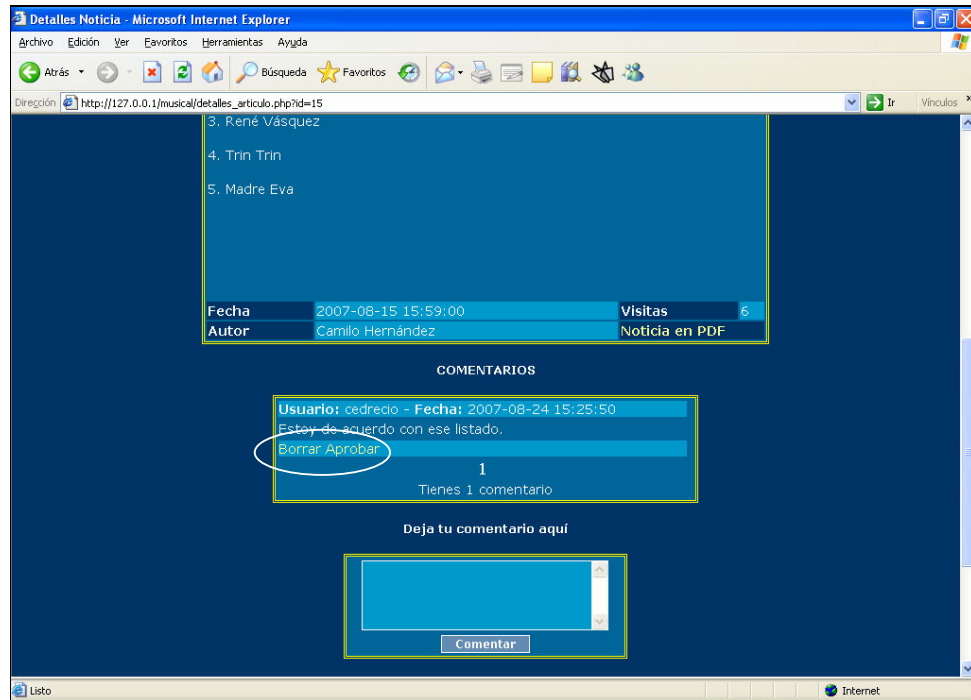 Detalles Noticia - Microsoft Internet Explorer
Archivo Edición Ver Favoritos Herramientas Ayuda
Atrás Búsqueda Favoritos
Dirección http://127.0.0.1/musical/detalles_articulo.php?id=15 Ir Vínculos »
3. René Vásquez
4. Trin Trin
5. Madre Eva
Fecha 2007-08-15 15:59:00 Visitas 6
Autor Camilo Hernández Noticia en PDF
COMENTARIOS
Usuario: cedrecio - Fecha: 2007-08-24 15:25:50
Estoy de acuerdo con ese listado.
Borrar Aprobar
1
Tienes 1 comentario
Deja tu comentario aquí
Comentar
Listo Internet